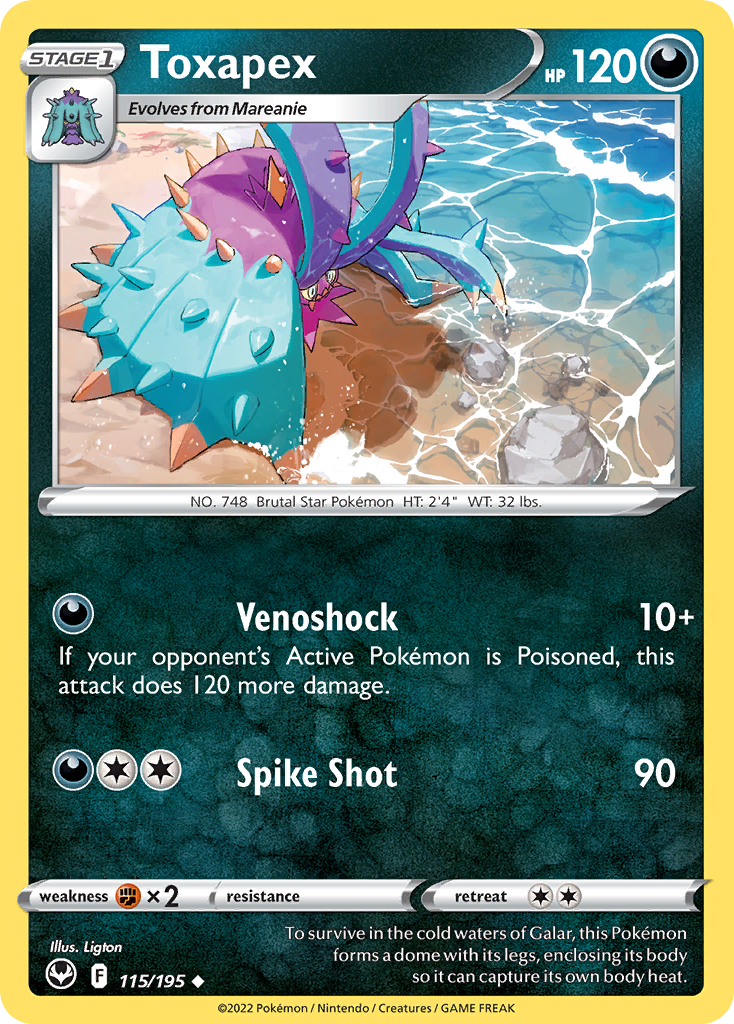 STAGE1
Toxapex
HP 120
Evolves from Mareanie
NO. 748 Brutal Star Pokémon HT: 2'4" WT: 32 lbs.
Venoshock 10+
If your opponent's Active Pokémon is Poisoned, this
attack does 120 more damage.
Spike Shot 90
weakness ×2 resistance retreat
Illus. Ligton
To survive in the cold waters of Galar, this Pokémon
forms a dome with its legs, enclosing its body
so it can capture its own body heat.
F 115/195
©2022 Pokémon / Nintendo / Creatures / GAME FREAK